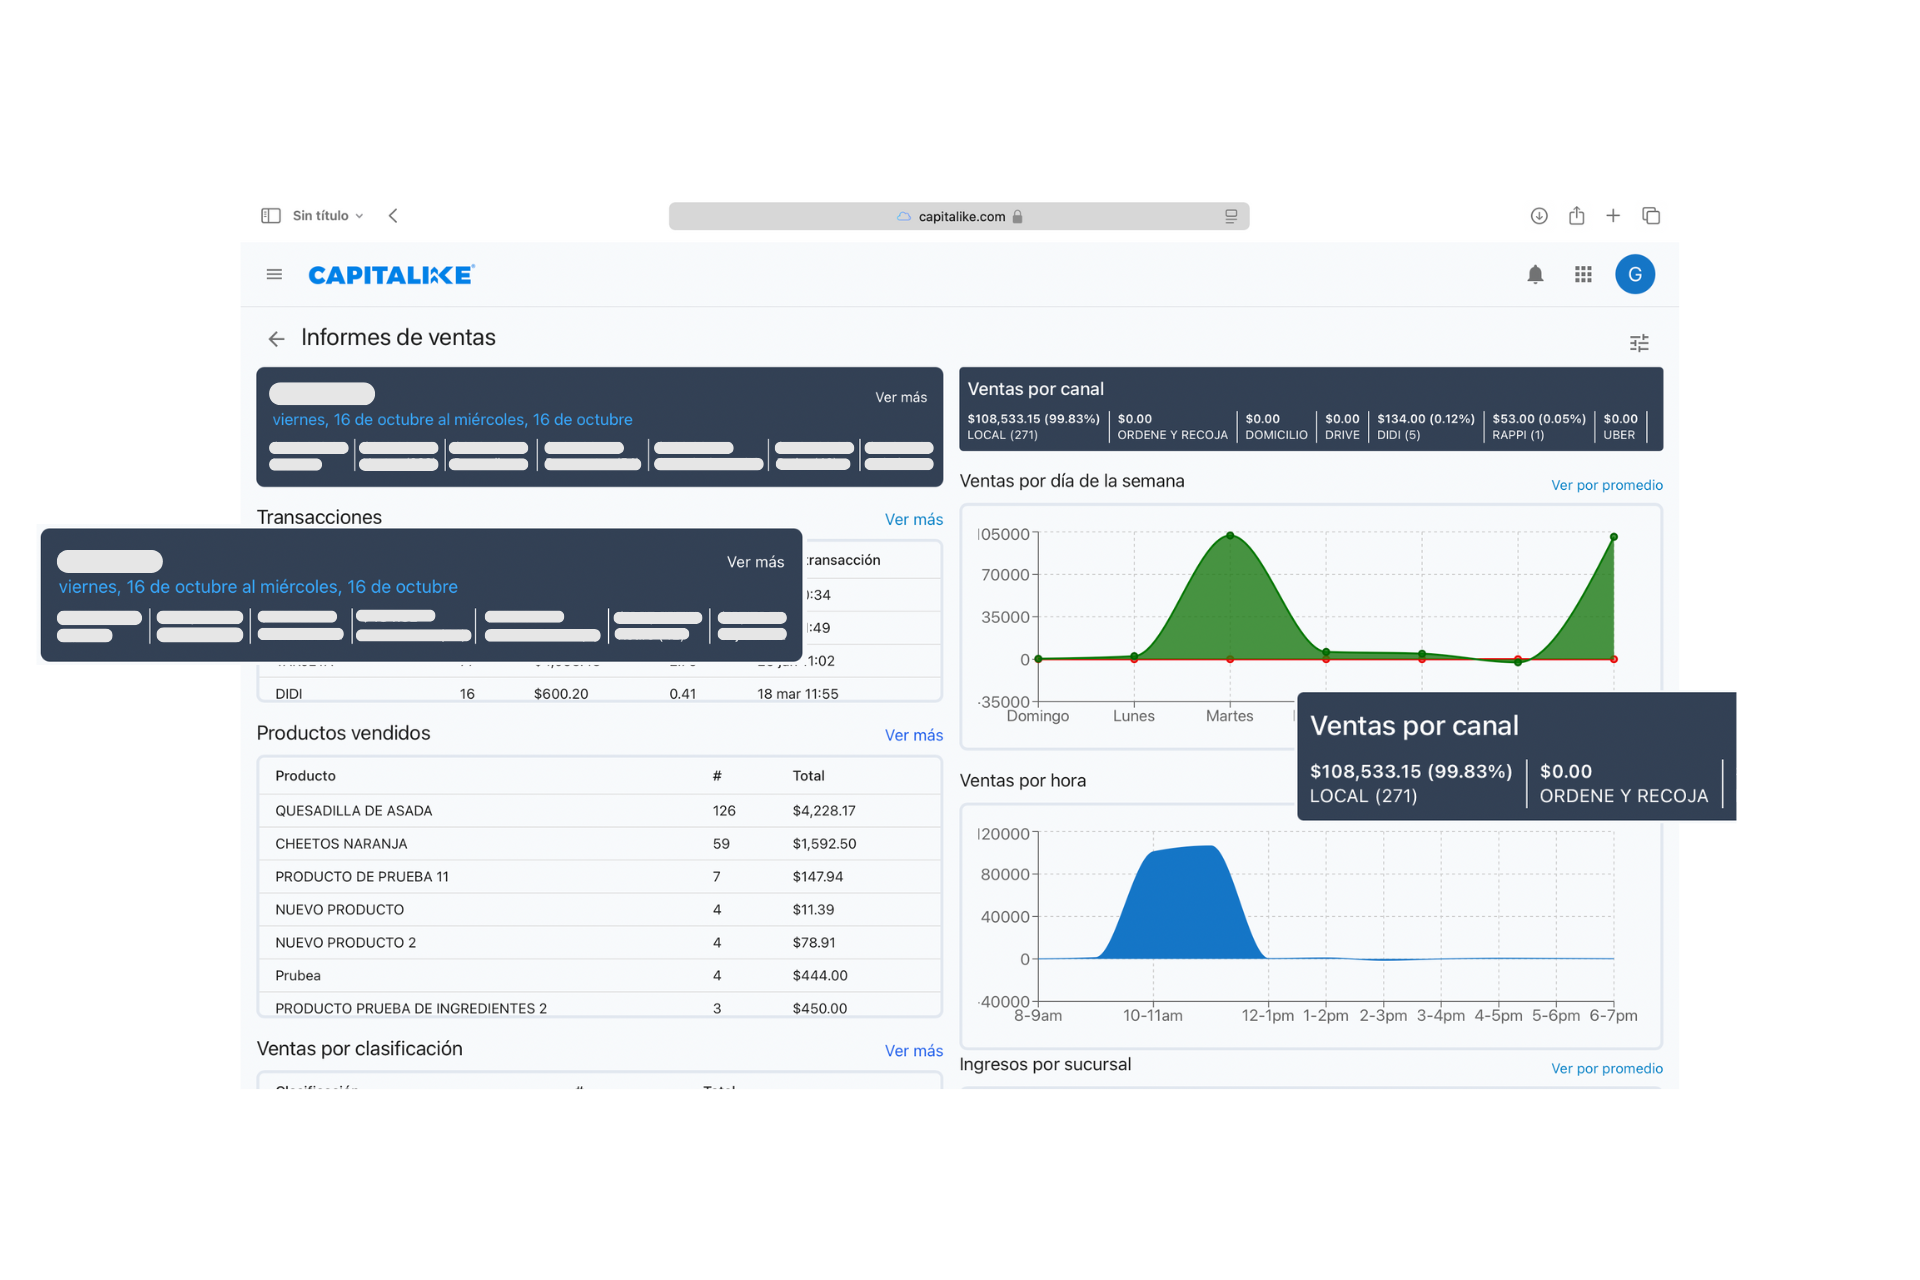 Sin título
capitalike.com
CAPITALIKE
G
Informes de ventas
Ver más
viernes, 16 de octubre al miércoles, 16 de octubre
Transacciones
Ver más
Ver más
viernes, 16 de octubre al miércoles, 16 de octubre
11:02
DIDI 16 $600.20 0.41 18 mar 11:55
Productos vendidos
Ver más
Producto # Total
QUESADILLA DE ASADA 126 $4,228.17
CHEETOS NARANJA 59 $1,592.50
PRODUCTO DE PRUEBA 11 7 $147.94
NUEVO PRODUCTO 4 $11.39
NUEVO PRODUCTO 2 4 $78.91
Prubea 4 $444.00
PRODUCTO PRUEBA DE INGREDIENTES 2 3 $450.00
Ventas por clasificación
Ver más
Ventas por canal
$108,533.15 (99.83%) $0.00 $0.00 $0.00 $134.00 (0.12%) $53.00 (0.05%) $0.00
LOCAL (271) ORDENE Y RECOJA DOMICILIO DRIVE DIDI (5) RAPPI (1) UBER
Ventas por día de la semana
Ver por promedio
105000
70000
35000
0
-35000
Domingo Lunes Martes
Ventas por canal
$108,533.15 (99.83%) $0.00
LOCAL (271) ORDENE Y RECOJA
Ventas por hora
120000
80000
40000
0
-40000
8-9am 10-11am 12-1pm 1-2pm 2-3pm 3-4pm 4-5pm 5-6pm 6-7pm
Ingresos por sucursal
Ver por promedio